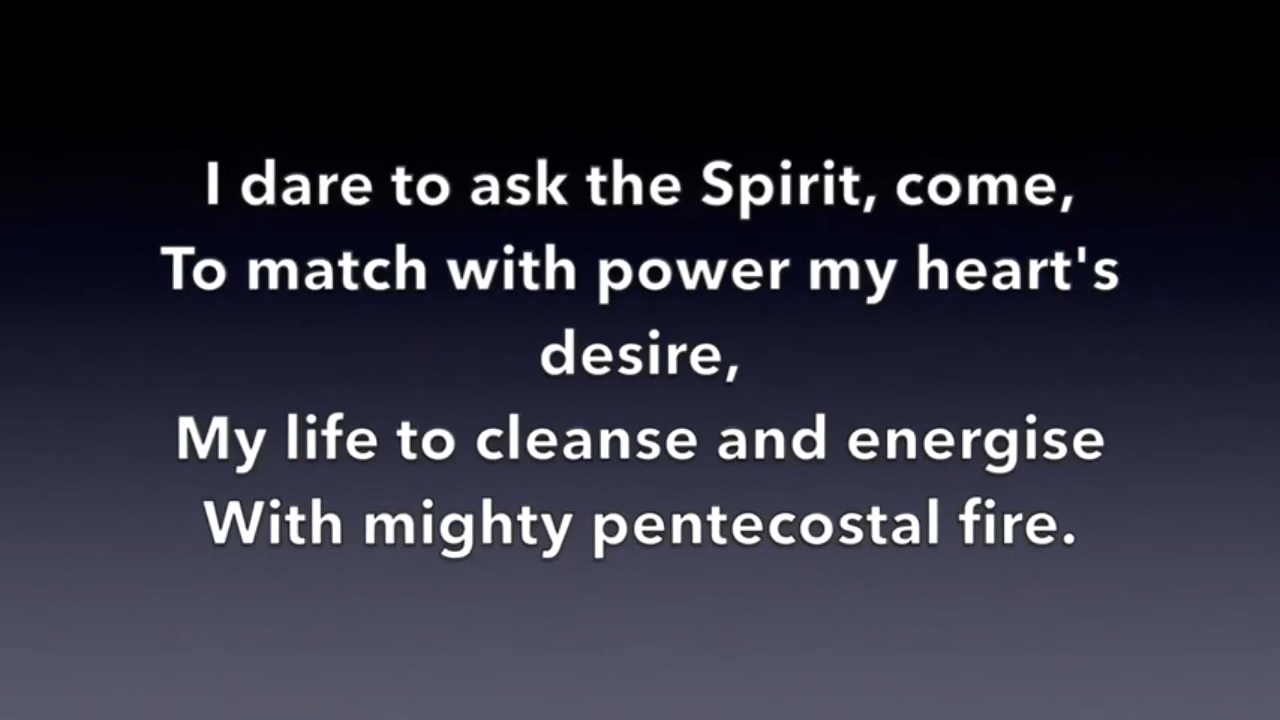 I dare to ask the Spirit, come,
To match with power my heart's
desire,
My life to cleanse and energise
With mighty pentecostal fire.